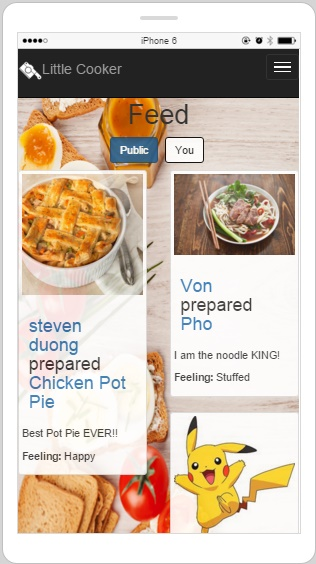 iPhone 6
Little Cooker
Feed
Public
You
steven
duong
prepared
Chicken Pot
Pie
Best Pot Pie EVER!!
Feeling: Happy
Von
prepared
Pho
I am the noodle KING!
Feeling: Stuffed